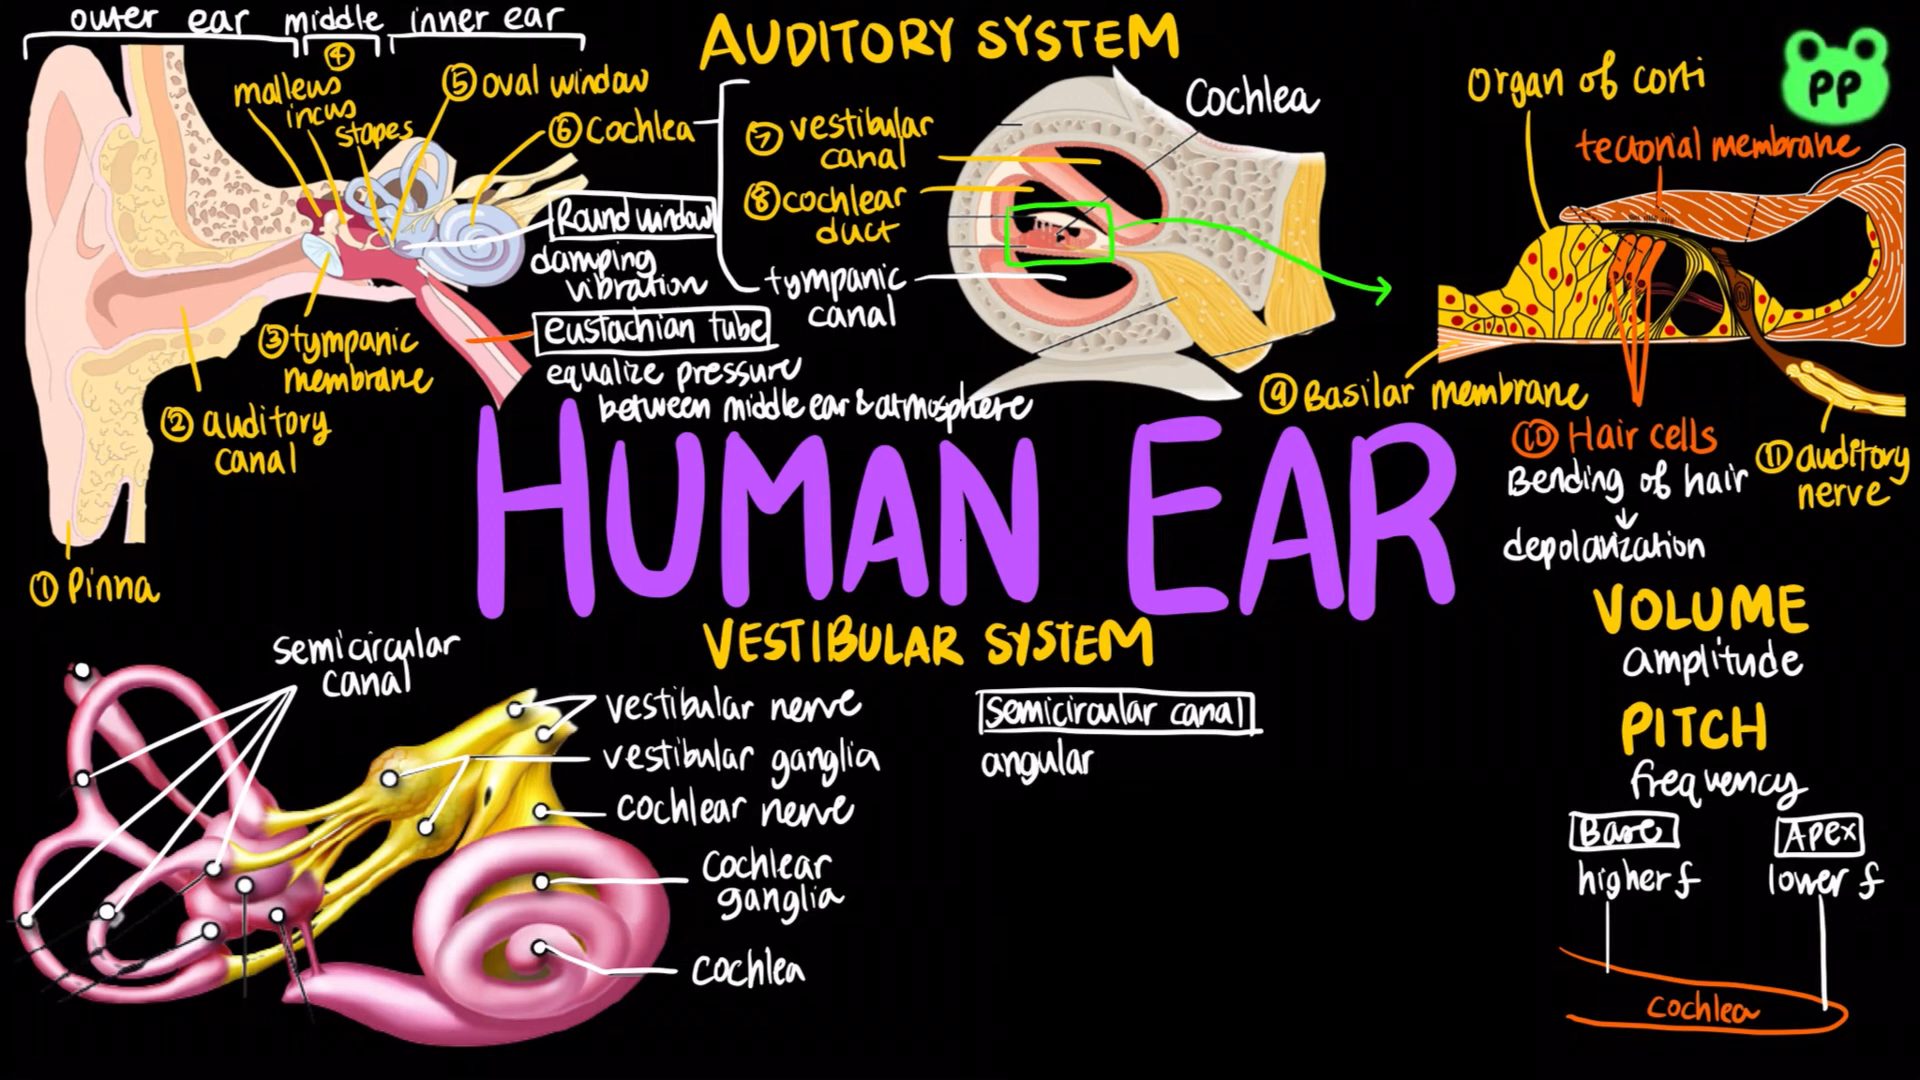 outer ear
middle
inner ear
AUDITORY SYSTEM
PP
④
malleus
incus
stapes
⑤ oval window
⑥ Cochlea
⑦ vestibular
canal
⑧ cochlear
duct
tympanic
canal
Cochlea
Organ of corti
tectorial membrane
Round window
damping
vibration
eustachian tube
equalize pressure
between middle ear & atmosphere
③ tympanic
membrane
② auditory
canal
① Pinna
⑨ Basilar membrane
⑩ Hair cells
Bending of hair
↓
depolarization
⑪ auditory
nerve
HUMAN EAR
VOLUME
amplitude
PITCH
frequency
Base
higher f
Apex
lower f
cochlea
VESTIBULAR SYSTEM
semicircular
canal
vestibular nerve
vestibular ganglia
cochlear nerve
Cochlear
ganglia
cochlea
semicircular canal
angular